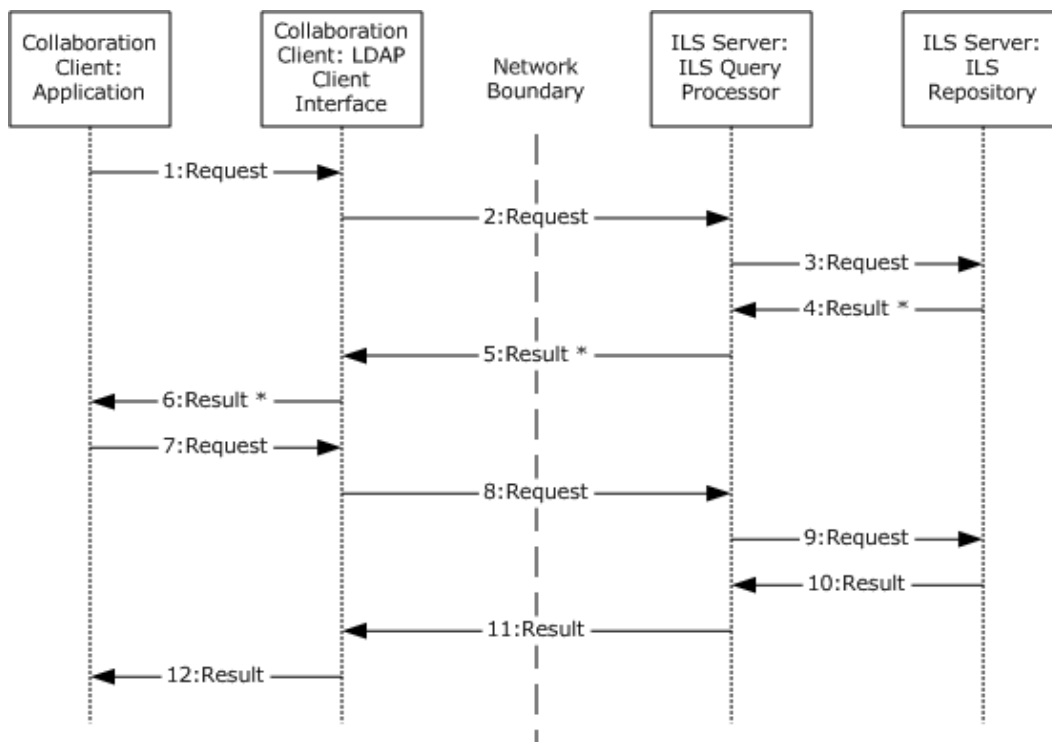 Collaboration
Client:
Application
Collaboration
Client: LDAP
Client
Interface
Network
Boundary
ILS Server:
ILS Query
Processor
ILS Server:
ILS
Repository
1:Request
2:Request
3:Request
4:Result *
5:Result *
6:Result *
7:Request
8:Request
9:Request
10:Result
11:Result
12:Result